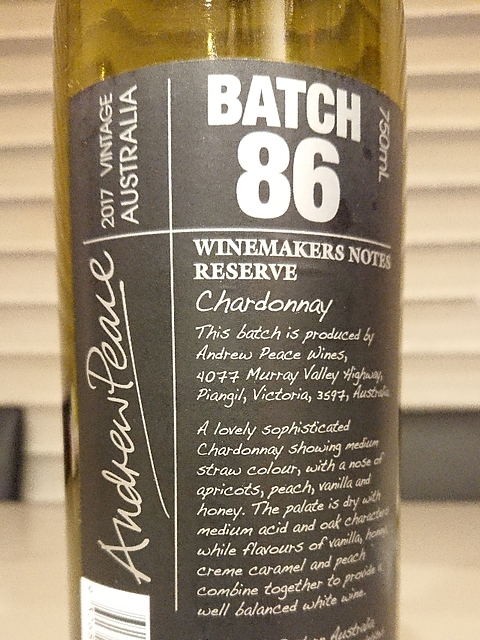 BATCH
86
750mL
2017 VINTAGE
AUSTRALIA
Andrew Peace
WINEMAKERS NOTES
RESERVE
Chardonnay
This batch is produced by
Andrew Peace Wines,
4077 Murray Valley Highway,
Piangil, Victoria, 3597, Australia
A lovely sophisticated
Chardonnay showing medium
straw colour, with a nose of
apricots, peach, vanilla and
honey. The palate is dry with
medium acid and oak character
while flavours of vanilla, honey,
creme caramel and peach
combine together to provide a
well balanced white wine.
Australia